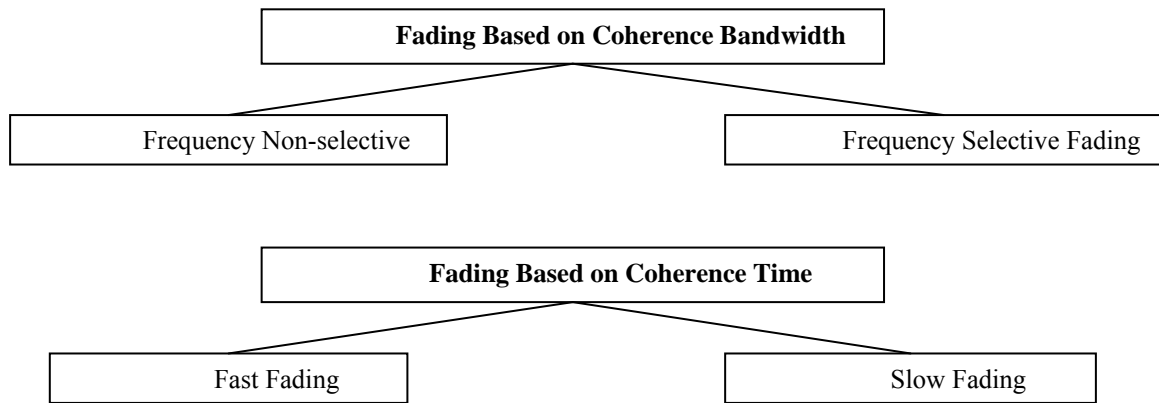 Fading Based on Coherence Bandwidth
Frequency Non-selective
Frequency Selective Fading
Fading Based on Coherence Time
Fast Fading
Slow Fading